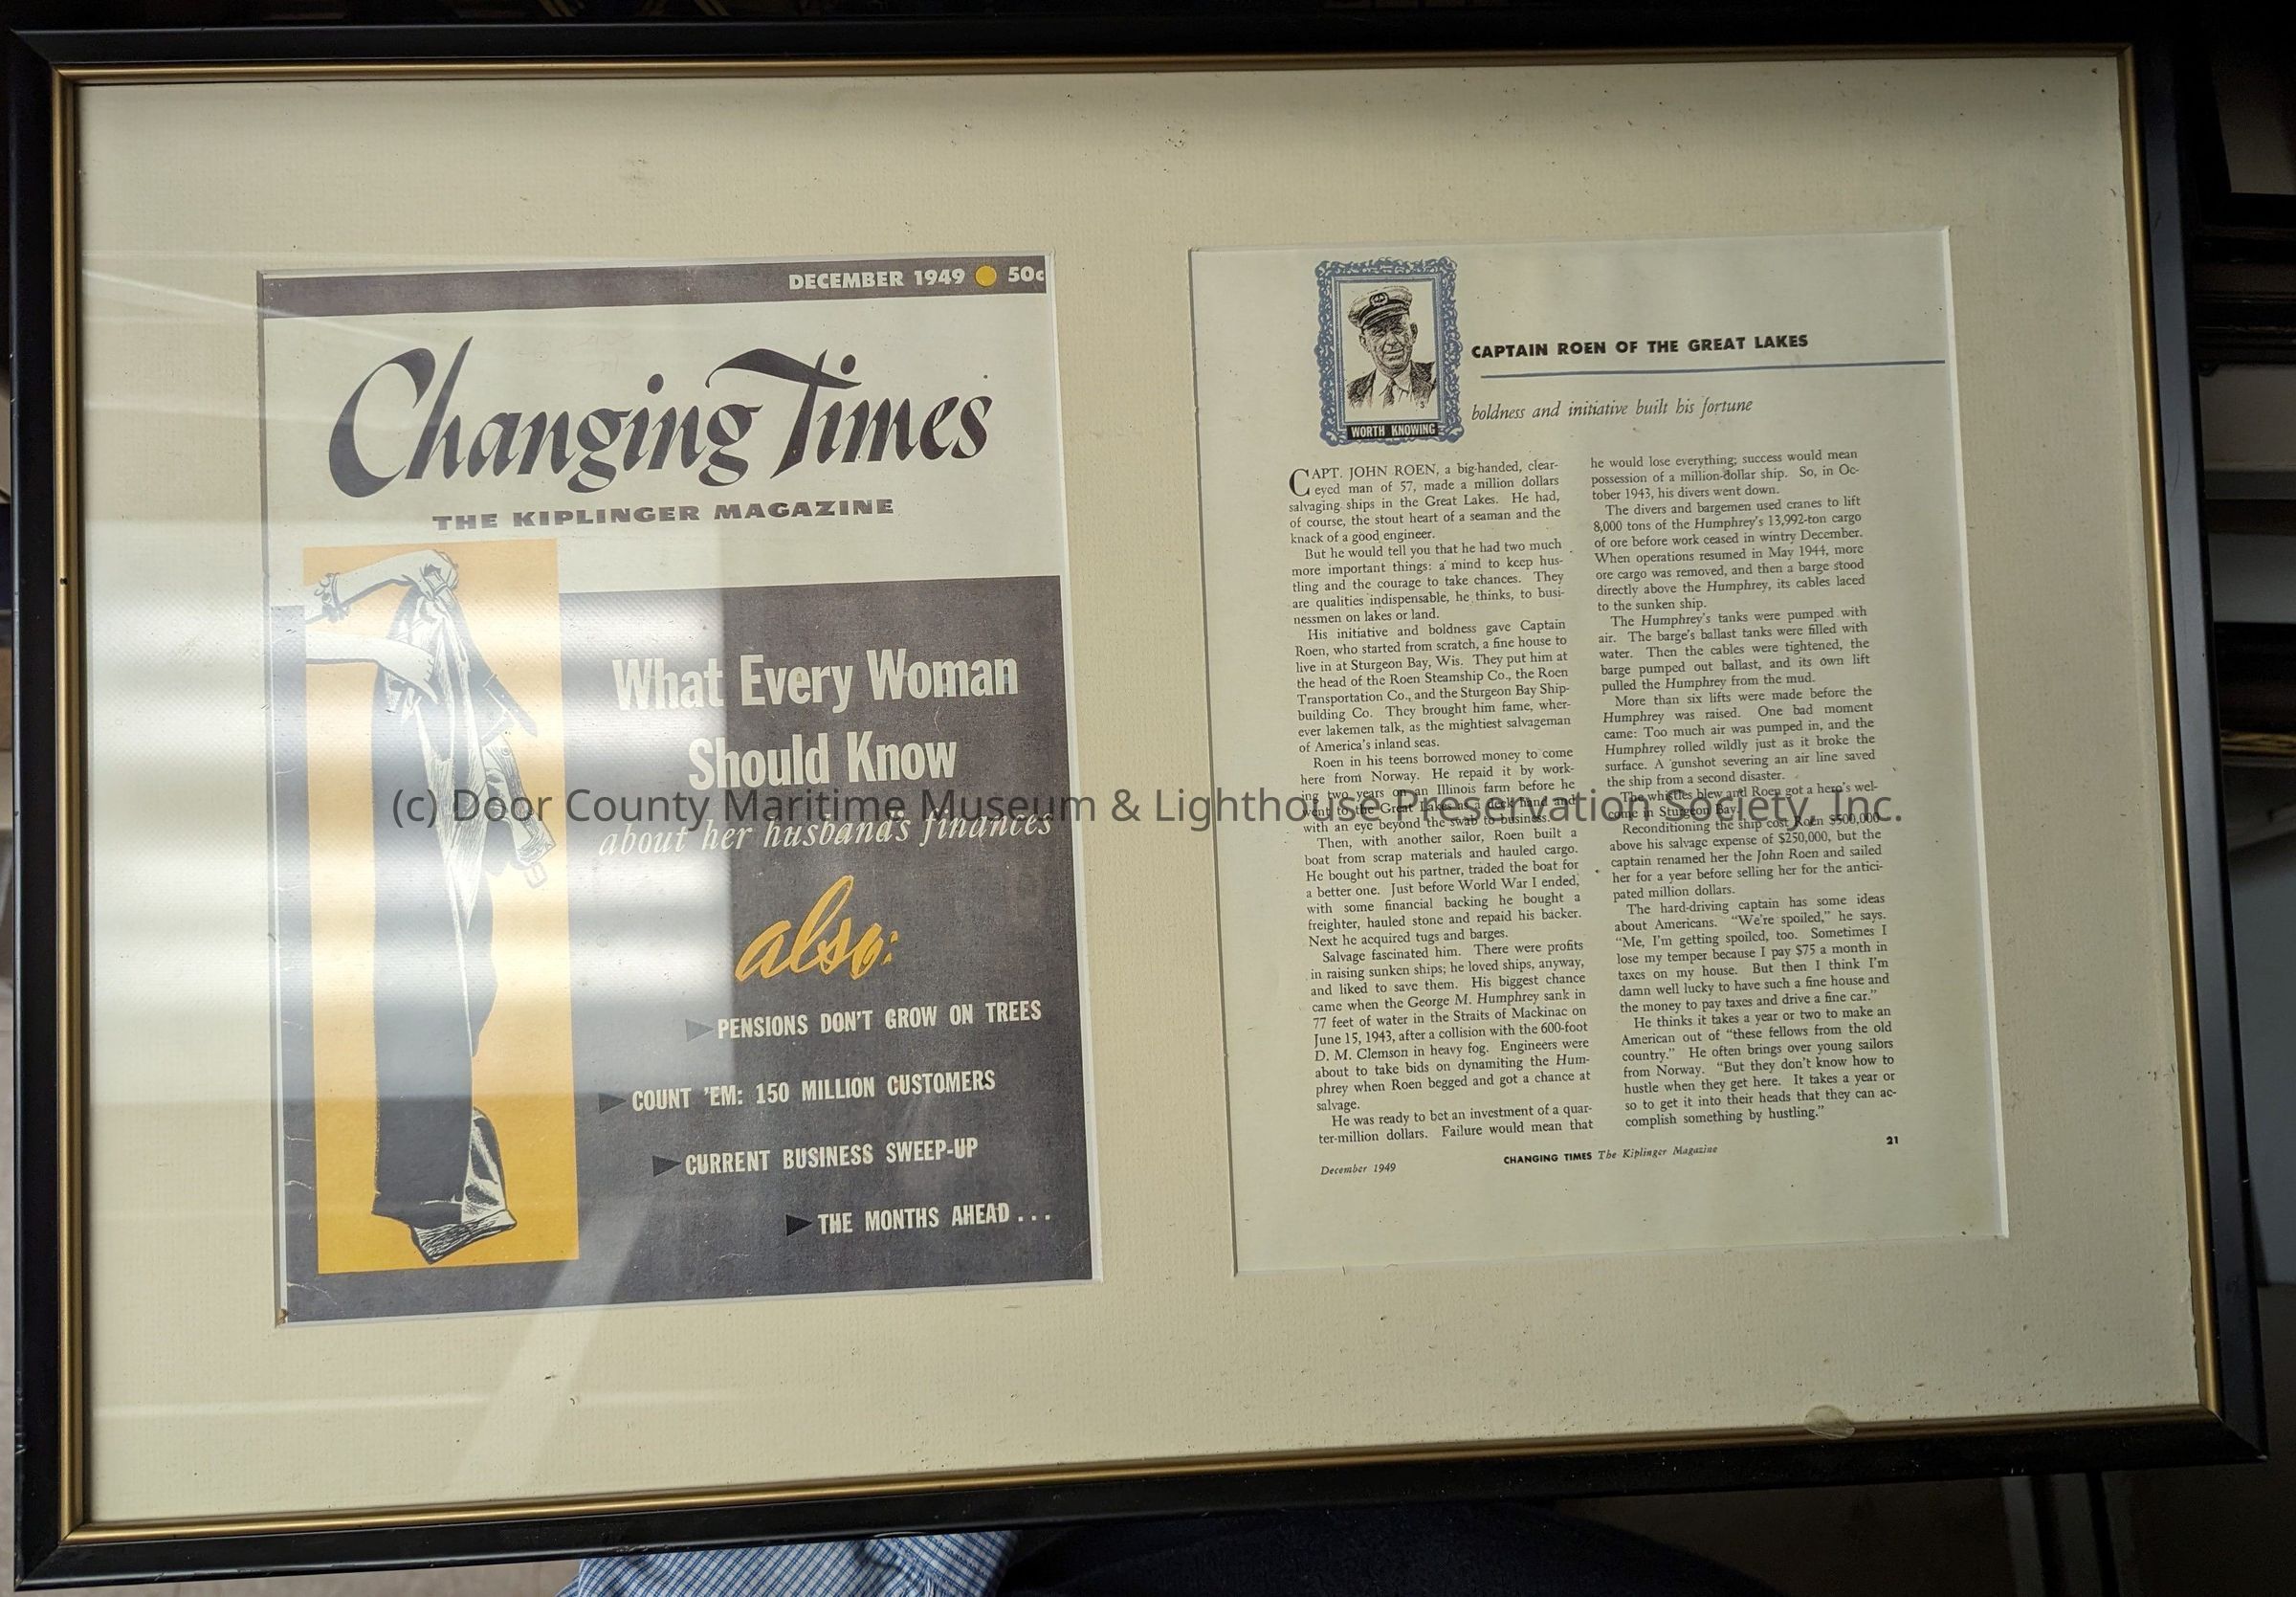 DECEMBER 1949 50c
Changing Times
THE KIPLINGER MAGAZINE
What Every Woman
Should Know
about her husband's finances
also:
PENSIONS DON'T GROW ON TREES
COUNT 'EM: 150 MILLION CUSTOMERS
CURRENT BUSINESS SWEEP-UP
THE MONTHS AHEAD...
WORTH KNOWING
CAPTAIN ROEN OF THE GREAT LAKES
boldness and initiative built his fortune
CAPT. JOHN ROEN, a big-handed, clear-
eyed man of 57, made a million dollars
salvaging ships in the Great Lakes. He had,
of course, the stout heart of a seaman and the
knack of a good engineer.
But he would tell you that he had two much
more important things: a mind to keep hus-
tling and the courage to take chances. They
are qualities indispensable, he thinks, to busi-
nessmen on lakes or land.
His initiative and boldness gave Captain
Roen, who started from scratch, a fine house to
live in at Sturgeon Bay, Wis. They put him at
the head of the Roen Steamship Co., the Roen
Transportation Co., and the Sturgeon Bay Ship-
building Co. They brought him fame, wher-
ever lakemen talk, as the mightiest salvageman
of America's inland seas.
Roen in his teens borrowed money to come
here from Norway. He repaid it by work-
ing two years on an Illinois farm before he
went to the Great Lakes as a deck hand and
with an eye beyond the swab to business.
Then, with another sailor, Roen built a
boat from scrap materials and hauled cargo.
He bought out his partner, traded the boat for
a better one. Just before World War I ended,
with some financial backing he bought a
freighter, hauled stone and repaid his backer.
Next he acquired tugs and barges.
Salvage fascinated him. There were profits
in raising sunken ships; he loved ships, anyway,
and liked to save them. His biggest chance
came when the George M. Humphrey sank in
77 feet of water in the Straits of Mackinac on
June 15, 1943, after a collision with the 600-foot
D. M. Clemson in heavy fog. Engineers were
about to take bids on dynamiting the Hum-
phrey when Roen begged and got a chance at
salvage.
He was ready to bet an investment of a quar-
ter-million dollars. Failure would mean that
he would lose everything; success would mean
possession of a million-dollar ship. So, in Oc-
tober 1943, his divers went down.
The divers and bargemen used cranes to lift
8,000 tons of the Humphrey's 13,992-ton cargo
of ore before work ceased in wintry December.
When operations resumed in May 1944, more
ore cargo was removed, and then a barge stood
directly above the Humphrey, its cables laced
to the sunken ship.
The Humphrey's tanks were pumped with
air. The barge's ballast tanks were filled with
water. Then the cables were tightened, the
barge pumped out ballast, and its own lift
pulled the Humphrey from the mud.
More than six lifts were made before the
Humphrey was raised. One bad moment
came: Too much air was pumped in, and the
Humphrey rolled wildly just as it broke the
surface. A gunshot severing an air line saved
the ship from a second disaster.
The whistles blew and Roen got a hero's wel-
come in Sturgeon Bay.
Reconditioning the ship cost Roen $500,000
above his salvage expense of $250,000, but the
captain renamed her the John Roen and sailed
her for a year before selling her for the antici-
pated million dollars.
The hard-driving captain has some ideas
about Americans. "We're spoiled," he says.
"Me, I'm getting spoiled, too. Sometimes I
lose my temper because I pay $75 a month in
taxes on my house. But then I think I'm
damn well lucky to have such a fine house and
the money to pay taxes and drive a fine car."
He thinks it takes a year or two to make an
American out of "these fellows from the old
country." He often brings over young sailors
from Norway. "But they don't know how to
hustle when they get here. It takes a year or
so to get it into their heads that they can ac-
complish something by hustling."
December 1949
CHANGING TIMES The Kiplinger Magazine
21
(c) Door County Maritime Museum & Lighthouse Preservation Society, Inc.